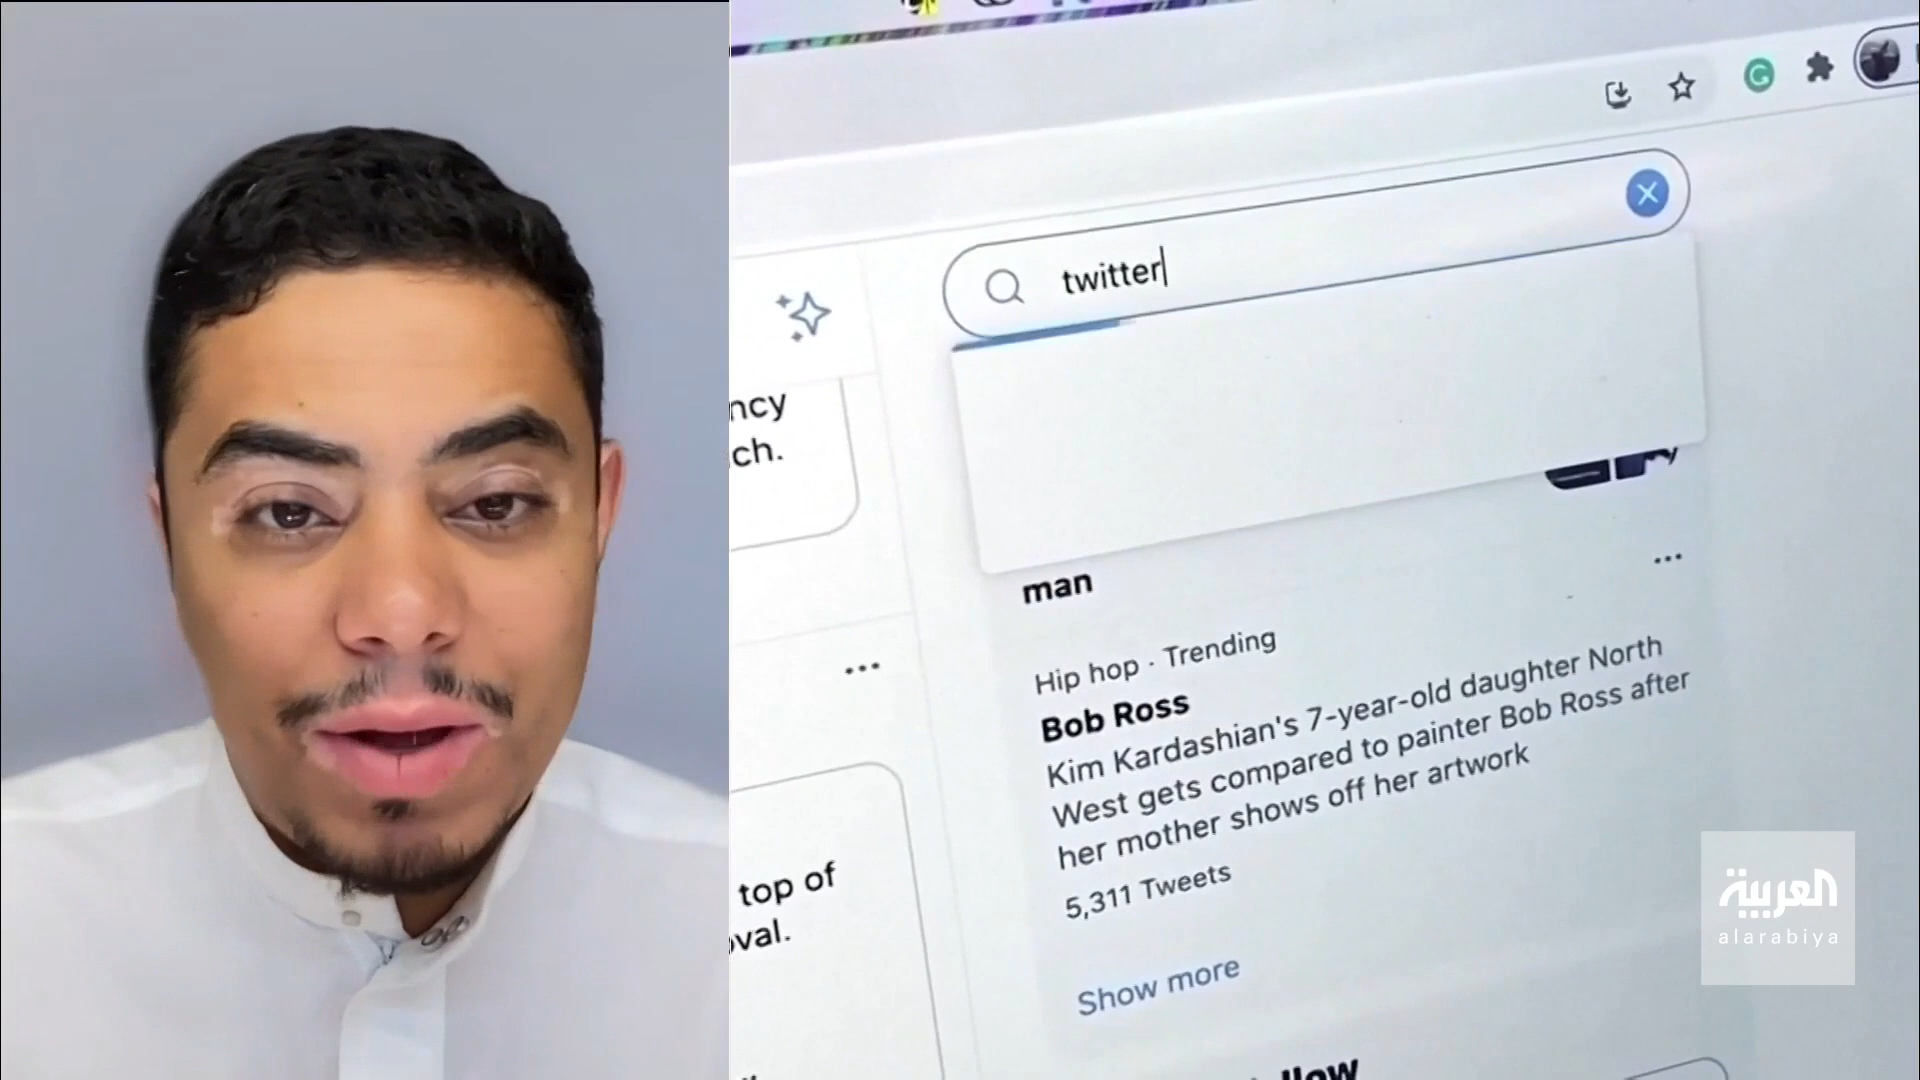 twitter
ncy
ch.
man
Hip hop · Trending
Bob Ross
Kim Kardashian's 7-year-old daughter North
West gets compared to painter Bob Ross after
her mother shows off her artwork
5,311 Tweets
Show more
top of
oval.
العربية
alarabiya